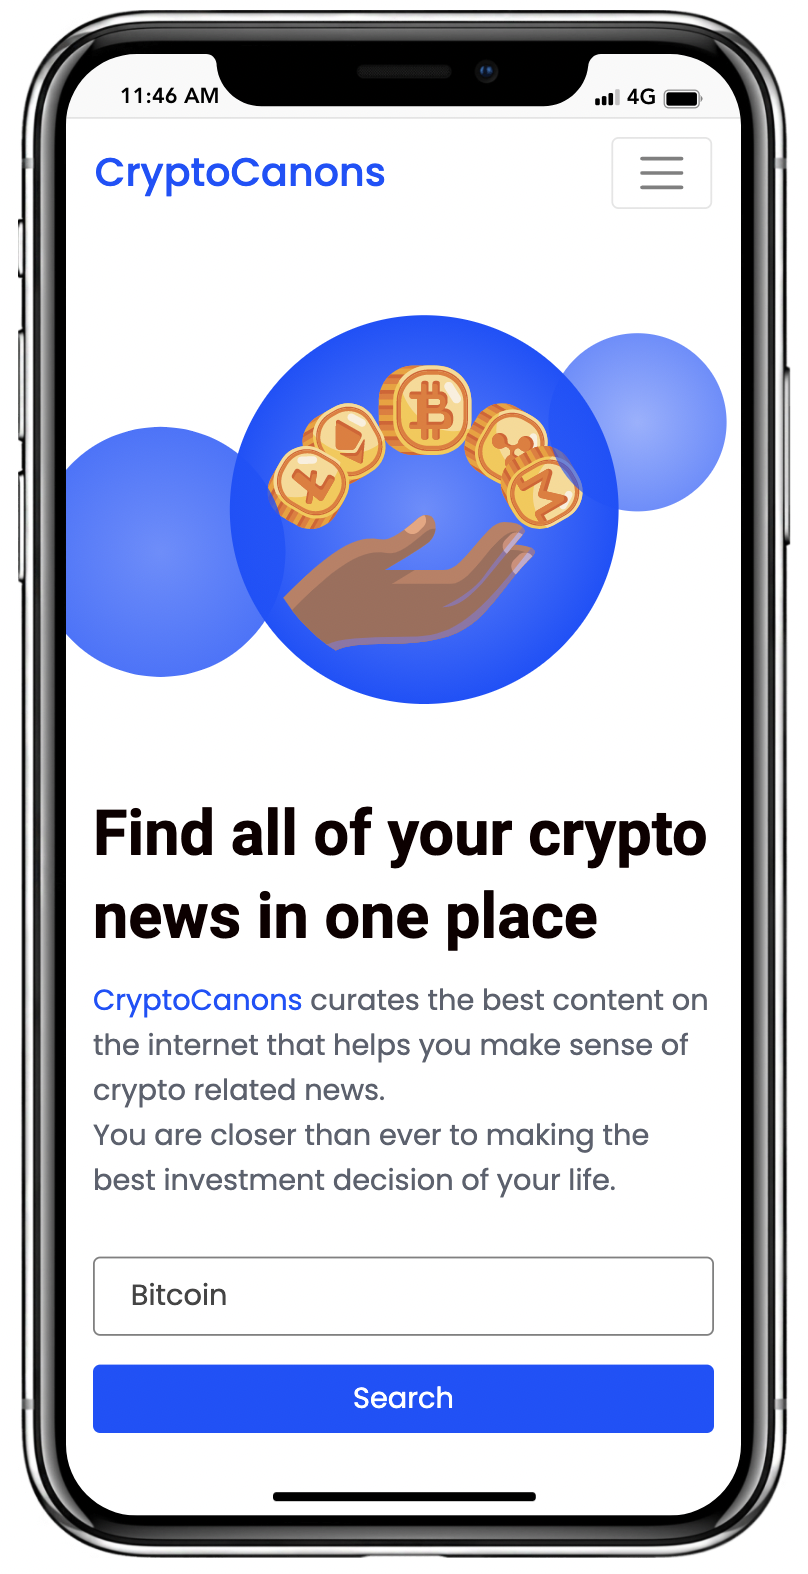 11:46 AM 4G
CryptoCanons
Find all of your crypto
news in one place
CryptoCanons curates the best content on
the internet that helps you make sense of
crypto related news.
You are closer than ever to making the
best investment decision of your life.
Bitcoin
Search